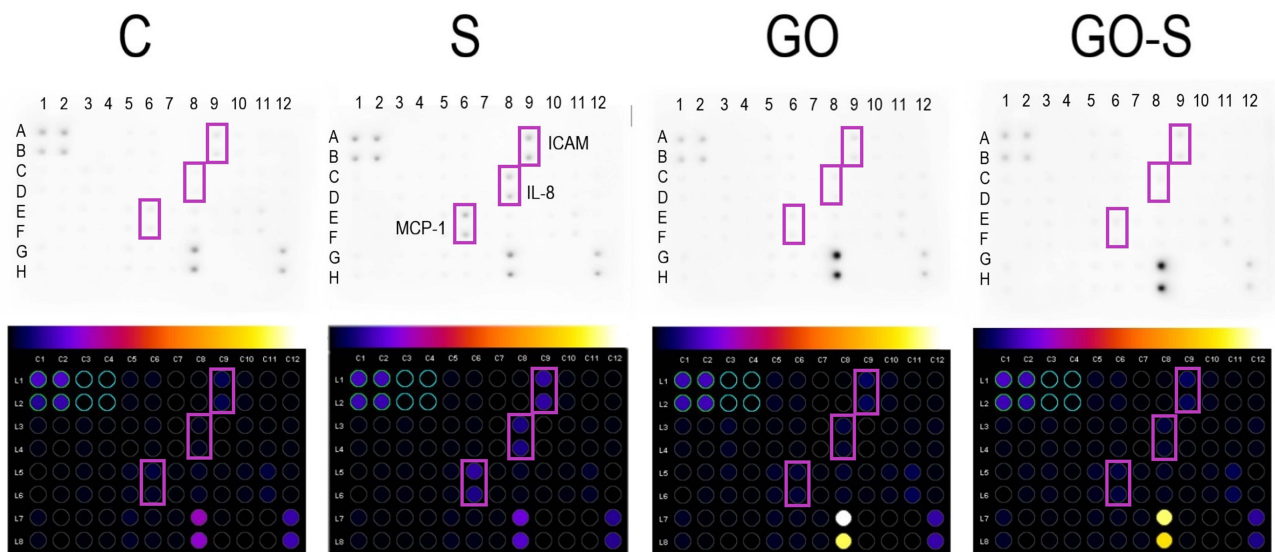 C S GO GO-S
1 2 3 4 5 6 7 8 9 10 11 12
A
B
C
D
E
F
G
H
1 2 3 4 5 6 7 8 9 10 11 12
A
B
C
D
E
F
G
H
ICAM
IL-8
MCP-1
1 2 3 4 5 6 7 8 9 10 11 12
A
B
C
D
E
F
G
H
1 2 3 4 5 6 7 8 9 10 11 12
A
B
C
D
E
F
G
H
C1 C2 C3 C4 C5 C6 C7 C8 C9 C10 C11 C12
L1
L2
L3
L4
L5
L6
L7
L8
C1 C2 C3 C4 C5 C6 C7 C8 C9 C10 C11 C12
L1
L2
L3
L4
L5
L6
L7
L8
C1 C2 C3 C4 C5 C6 C7 C8 C9 C10 C11 C12
L1
L2
L3
L4
L5
L6
L7
L8
C1 C2 C3 C4 C5 C6 C7 C8 C9 C10 C11 C12
L1
L2
L3
L4
L5
L6
L7
L8